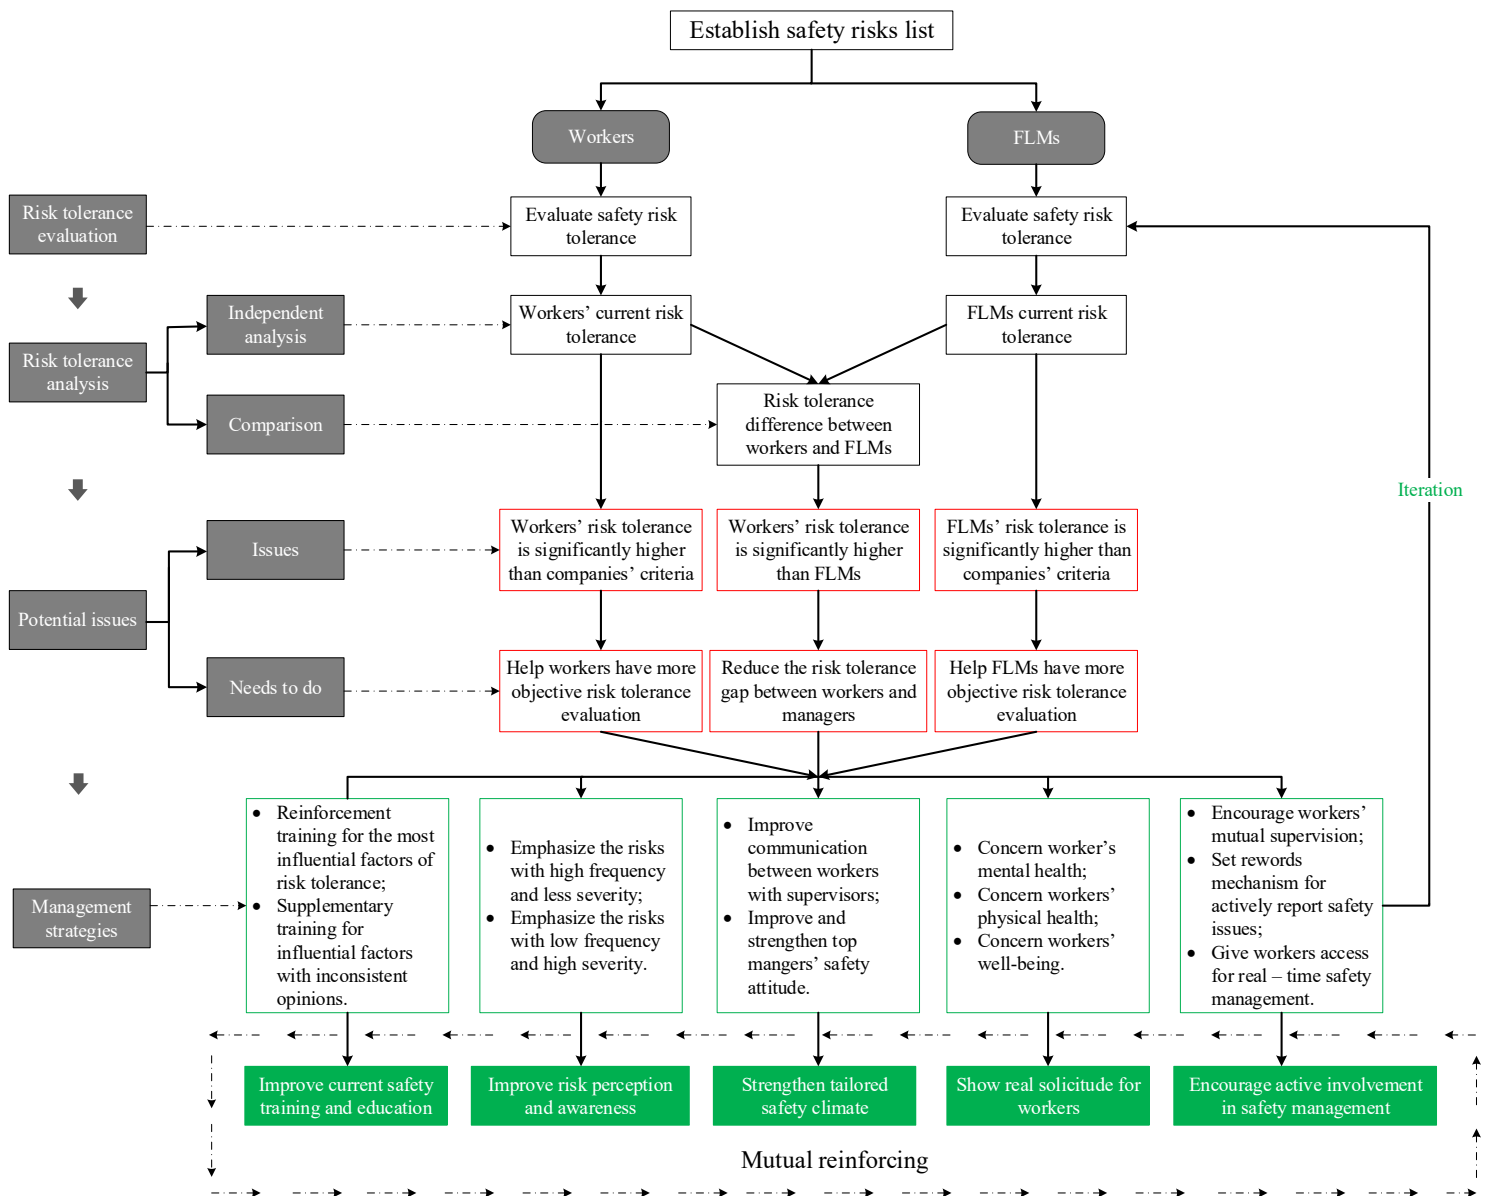 Establish safety risks list
Workers
FLMs
Risk tolerance
evaluation
Evaluate safety risk
tolerance
Evaluate safety risk
tolerance
Independent
analysis
Workers’ current risk
tolerance
FLMs current risk
tolerance
Risk tolerance
analysis
Comparison
Risk tolerance
difference between
workers and FLMs
Iteration
Issues
Workers’ risk tolerance
is significantly higher
than companies’ criteria
Workers’ risk tolerance
is significantly higher
than FLMs
FLMs’ risk tolerance is
significantly higher than
companies’ criteria
Potential issues
Needs to do
Help workers have more
objective risk tolerance
evaluation
Reduce the risk tolerance
gap between workers and
managers
Help FLMs have more
objective risk tolerance
evaluation
Management
strategies
• Reinforcement
training for the most
influential factors of
risk tolerance;
• Supplementary
training for
influential factors
with inconsistent
opinions.
• Emphasize the risks
with high frequency
and less severity;
• Emphasize the risks
with low frequency
and high severity.
• Improve
communication
between workers
with supervisors;
• Improve and
strengthen top
mangers’ safety
attitude.
• Concern worker’s
mental health;
• Concern workers’
physical health;
• Concern workers’
well-being.
• Encourage workers’
mutual supervision;
• Set rewords
mechanism for
actively report safety
issues;
• Give workers access
for real – time safety
management.
Improve current safety
training and education
Improve risk perception
and awareness
Strengthen tailored
safety climate
Show real solicitude for
workers
Encourage active involvement
in safety management
Mutual reinforcing